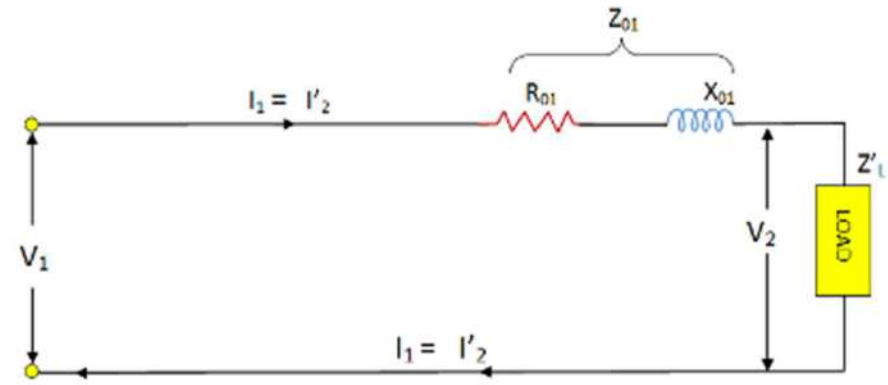 Z₀₁
R₀₁ X₀₁
I₁ = I'₂
Z'L
LOAD
V₁
V₂
I₁ = I'₂